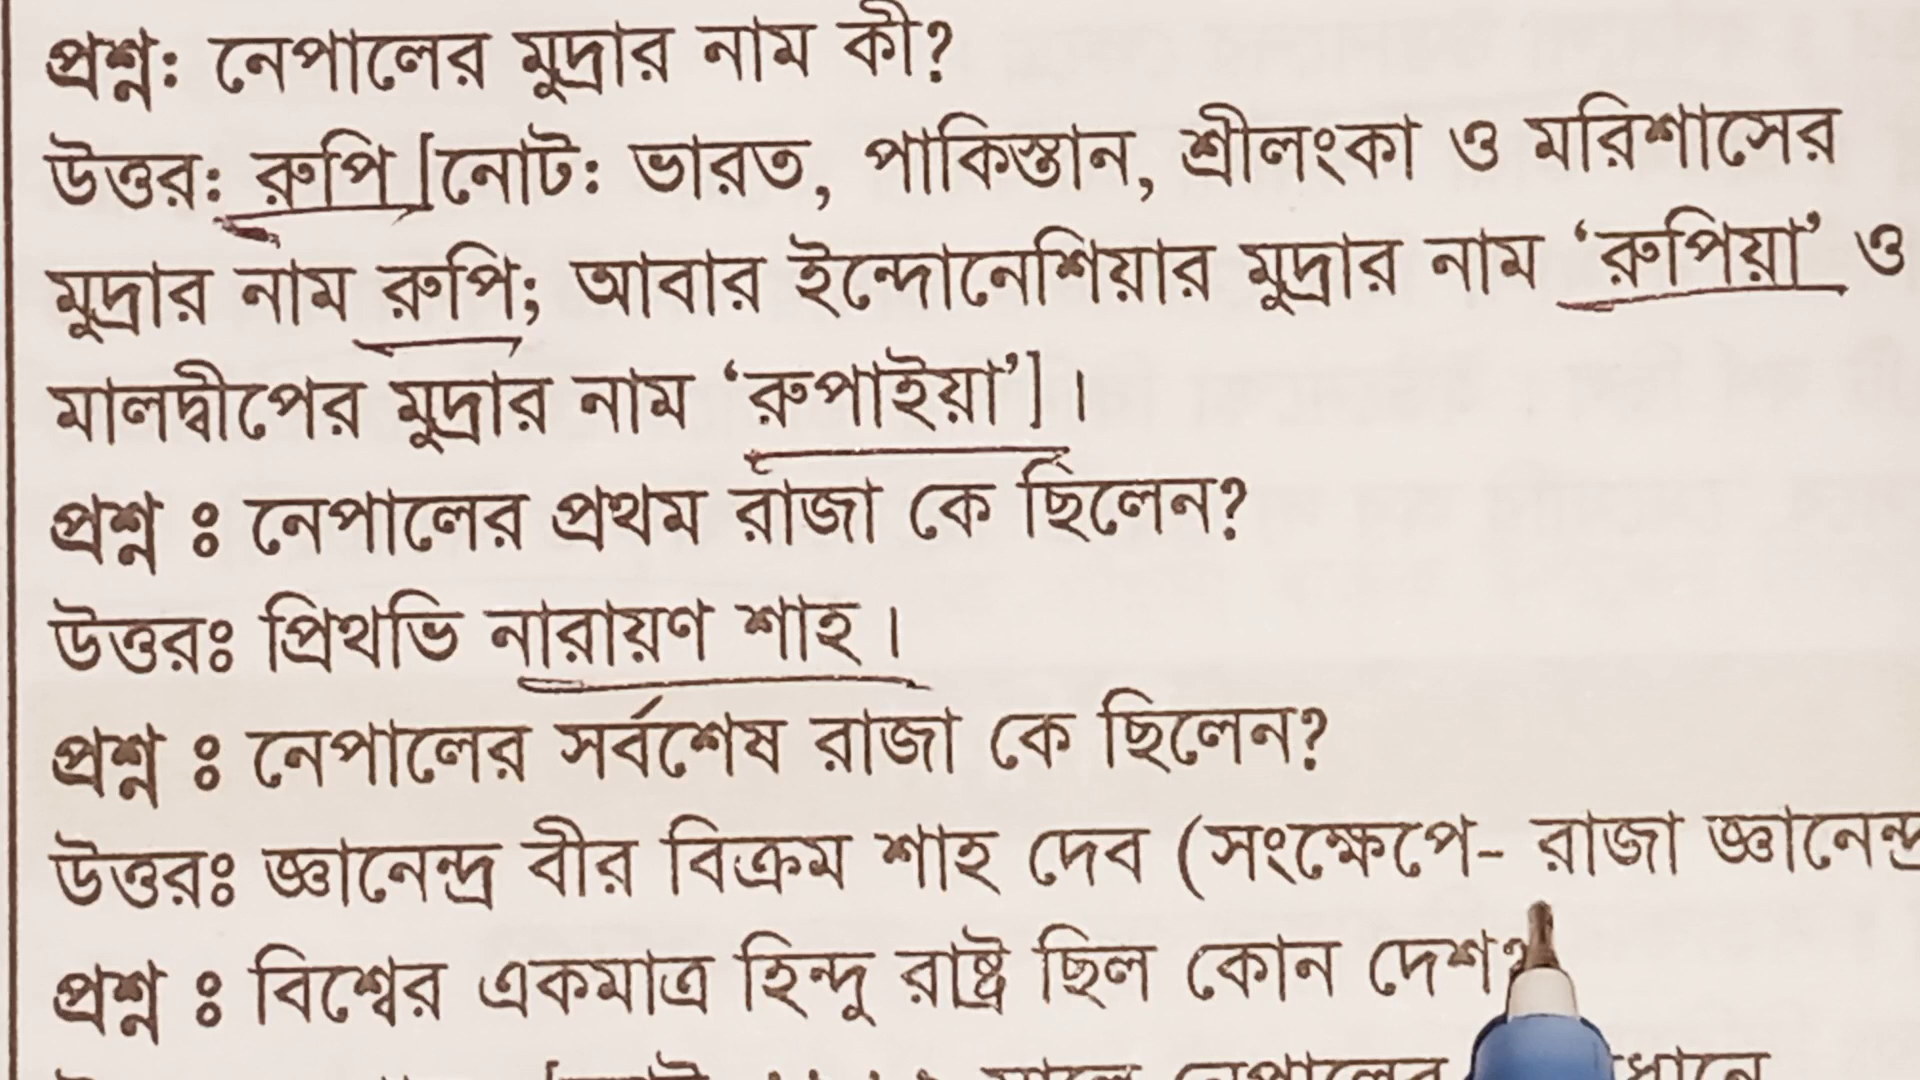 প্রশ্ন: নেপালের মুদ্রার নাম কী?
উত্তর: রুপি [নোট: ভারত, পাকিস্তান, শ্রীলংকা ও মরিশাসের
মুদ্রার নাম রুপি; আবার ইন্দোনেশিয়ার মুদ্রার নাম ‘রুপিয়া’ ও
মালদ্বীপের মুদ্রার নাম ‘রুপাইয়া’]।
প্রশ্ন ঃ নেপালের প্রথম রাজা কে ছিলেন?
উত্তরঃ প্রিথভি নারায়ণ শাহ।
প্রশ্ন ঃ নেপালের সর্বশেষ রাজা কে ছিলেন?
উত্তরঃ জ্ঞানেন্দ্র বীর বিক্রম শাহ দেব (সংক্ষেপে- রাজা জ্ঞানেন্দ্র
প্রশ্ন ঃ বিশ্বের একমাত্র হিন্দু রাষ্ট্র ছিল কোন দেশ?
নেপালের